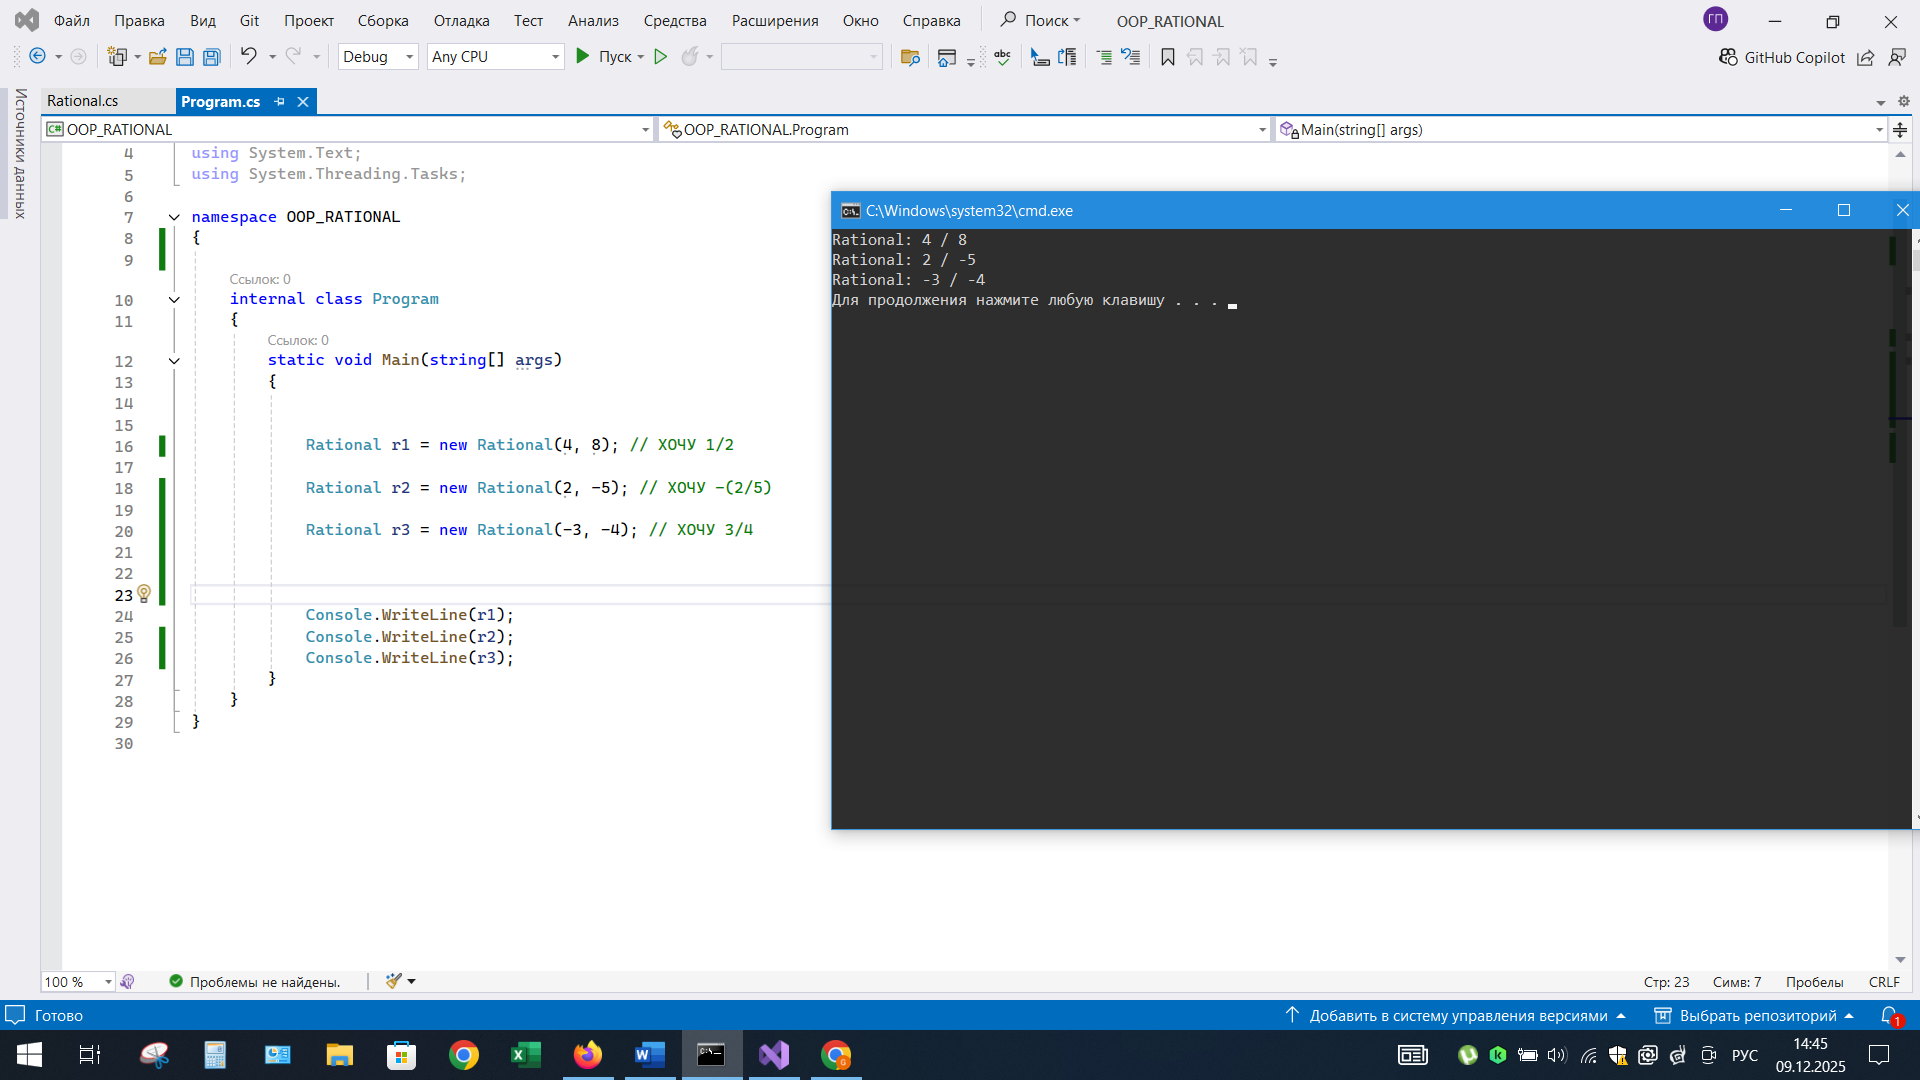 Файл Правка Вид Git Проект Сборка Отладка Тест Анализ Средства Расширения Окно Справка Поиск OOP_RATIONAL ГП
Debug Any CPU Пуск abc GitHub Copilot
Источники данных
Rational.cs Program.cs
C# OOP_RATIONAL OOP_RATIONAL.Program Main(string[] args)
4 using System.Text;
5 using System.Threading.Tasks;
6
7 namespace OOP_RATIONAL
8 {
9
Ссылок: 0
10 internal class Program
11 {
Ссылок: 0
12 static void Main(string[] args)
13 {
14
15
16 Rational r1 = new Rational(4, 8); // ХОЧУ 1/2
17
18 Rational r2 = new Rational(2, -5); // ХОЧУ -(2/5)
19
20 Rational r3 = new Rational(-3, -4); // ХОЧУ 3/4
21
22
23
24 Console.WriteLine(r1);
25 Console.WriteLine(r2);
26 Console.WriteLine(r3);
27 }
28 }
29 }
30
C:\Windows\system32\cmd.exe
Rational: 4 / 8
Rational: 2 / -5
Rational: -3 / -4
Для продолжения нажмите любую клавишу . . .
100 % Проблемы не найдены. Стр: 23 Симв: 7 Пробелы CRLF
Готово Добавить в систему управления версиями Выбрать репозиторий 1
РУС 14:45
09.12.2025